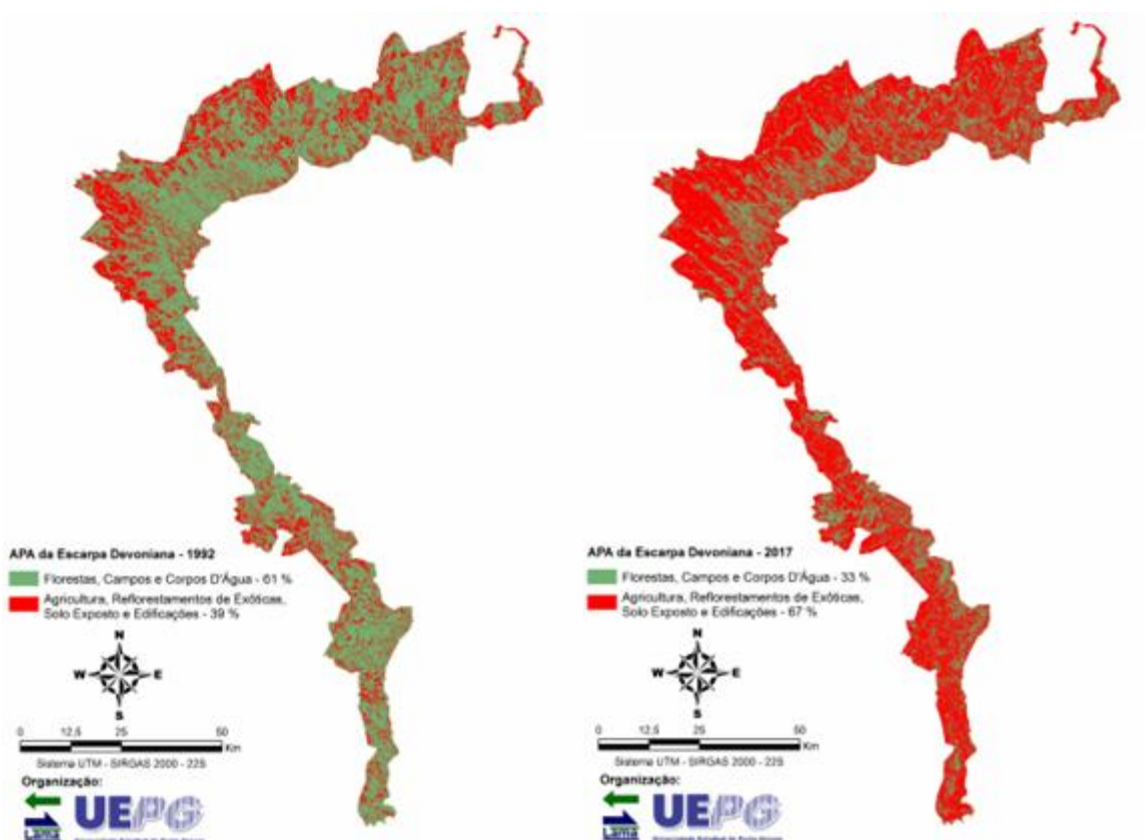 APA da Escarpa Devoniana - 1992
Florestas, Campos e Corpos D'Água - 61 %
Agricultura, Reflorestamentos de Exóticas,
Solo Exposto e Edificações - 39 %
N
W E
S
0 12,5 25 50
Km
Sistema UTM - SIRGAS 2000 - 22S
Organização:
Lama
UEPG
APA da Escarpa Devoniana - 2017
Florestas, Campos e Corpos D'Água - 33 %
Agricultura, Reflorestamentos de Exóticas,
Solo Exposto e Edificações - 67 %
N
W E
S
0 12,5 25 50
Km
Sistema UTM - SIRGAS 2000 - 22S
Organização:
Lama
UEPG